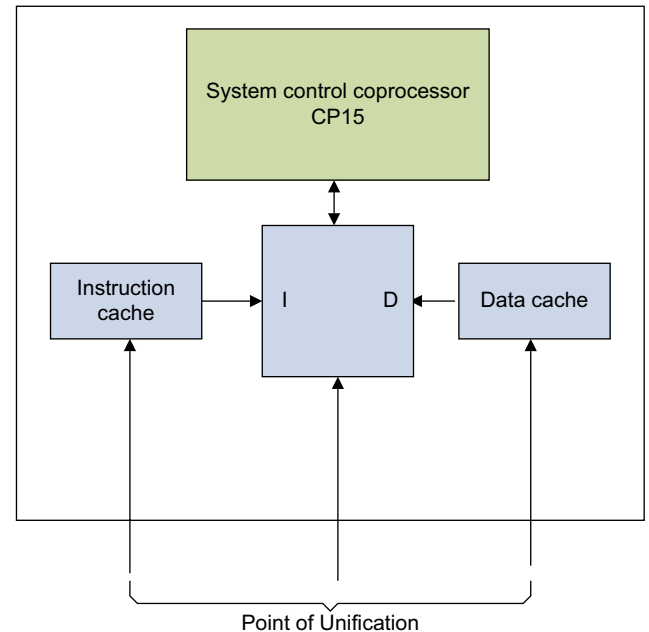 System control coprocessor
CP15
Instruction
cache
I
D
Data cache
Point of Unification